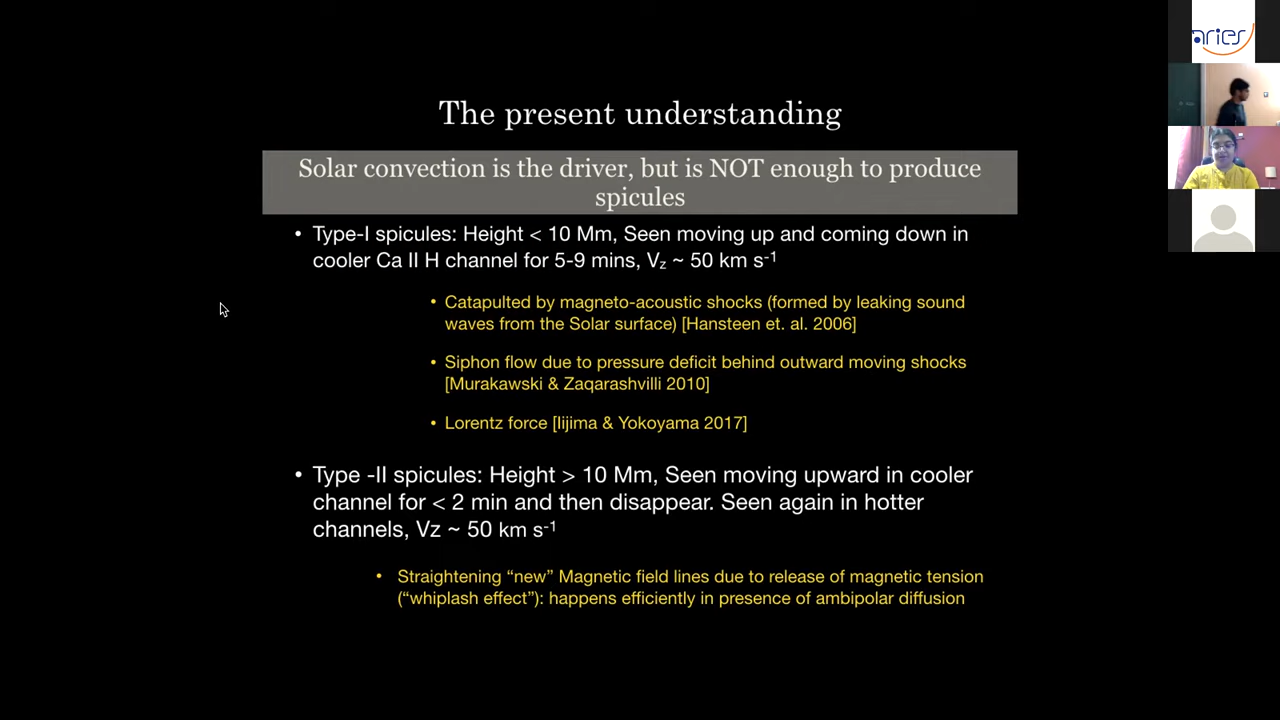 The present understanding
Solar convection is the driver, but is NOT enough to produce
spicules
• Type-I spicules: Height < 10 Mm, Seen moving up and coming down in
cooler Ca II H channel for 5-9 mins, Vz ~ 50 km s-1
• Catapulted by magneto-acoustic shocks (formed by leaking sound
waves from the Solar surface) [Hansteen et. al. 2006]
• Siphon flow due to pressure deficit behind outward moving shocks
[Murakawski & Zaqarashvilli 2010]
• Lorentz force [Iijima & Yokoyama 2017]
• Type -II spicules: Height > 10 Mm, Seen moving upward in cooler
channel for < 2 min and then disappear. Seen again in hotter
channels, Vz ~ 50 km s-1
• Straightening “new” Magnetic field lines due to release of magnetic tension
(“whiplash effect”): happens efficiently in presence of ambipolar diffusion
aries